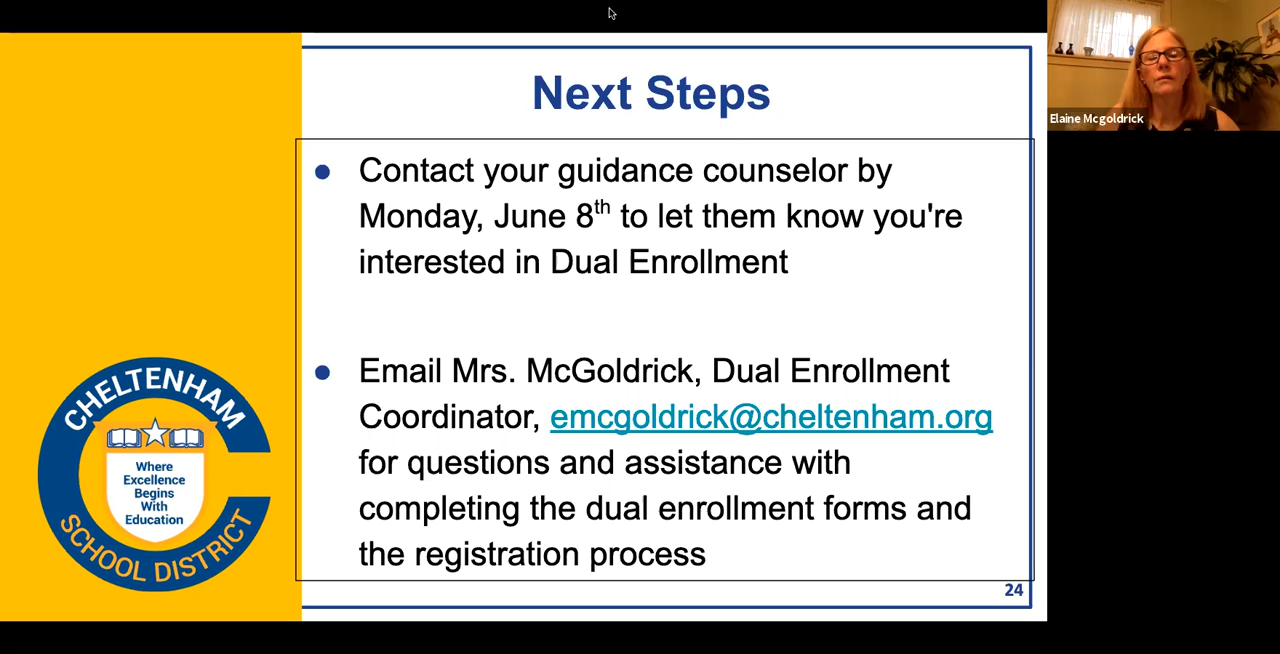 Next Steps
Elaine Mcgoldrick
● Contact your guidance counselor by
Monday, June 8th to let them know you're
interested in Dual Enrollment
● Email Mrs. McGoldrick, Dual Enrollment
Coordinator, emcgoldrick@cheltenham.org
for questions and assistance with
completing the dual enrollment forms and
the registration process
CHELTENHAM
Where
Excellence
Begins
With
Education
SCHOOL DISTRICT
24